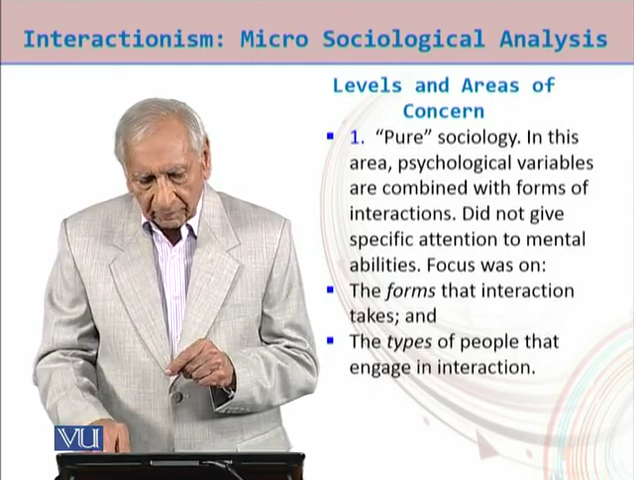 Interactionism: Micro Sociological Analysis
Levels and Areas of
Concern
1. “Pure” sociology. In this
area, psychological variables
are combined with forms of
interactions. Did not give
specific attention to mental
abilities. Focus was on:
The forms that interaction
takes; and
The types of people that
engage in interaction.
VU